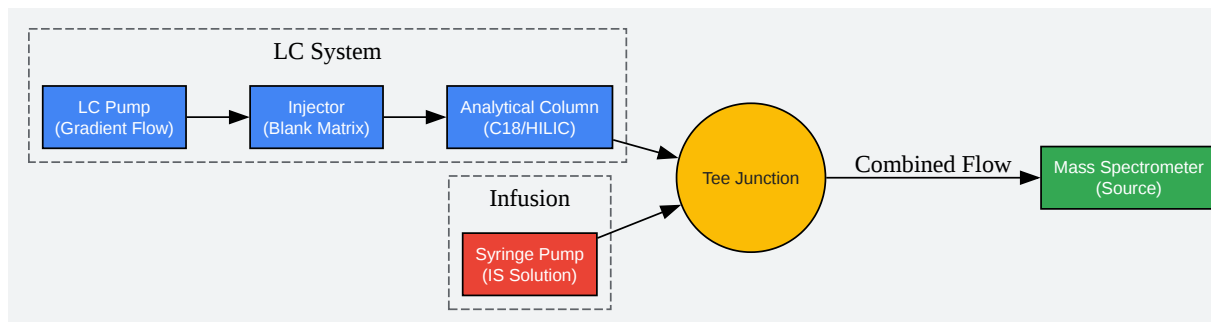 LC System
LC Pump
(Gradient Flow)
Injector
(Blank Matrix)
Analytical Column
(C18/HILIC)
Infusion
Syringe Pump
(IS Solution)
Tee Junction
Combined Flow
Mass Spectrometer
(Source)